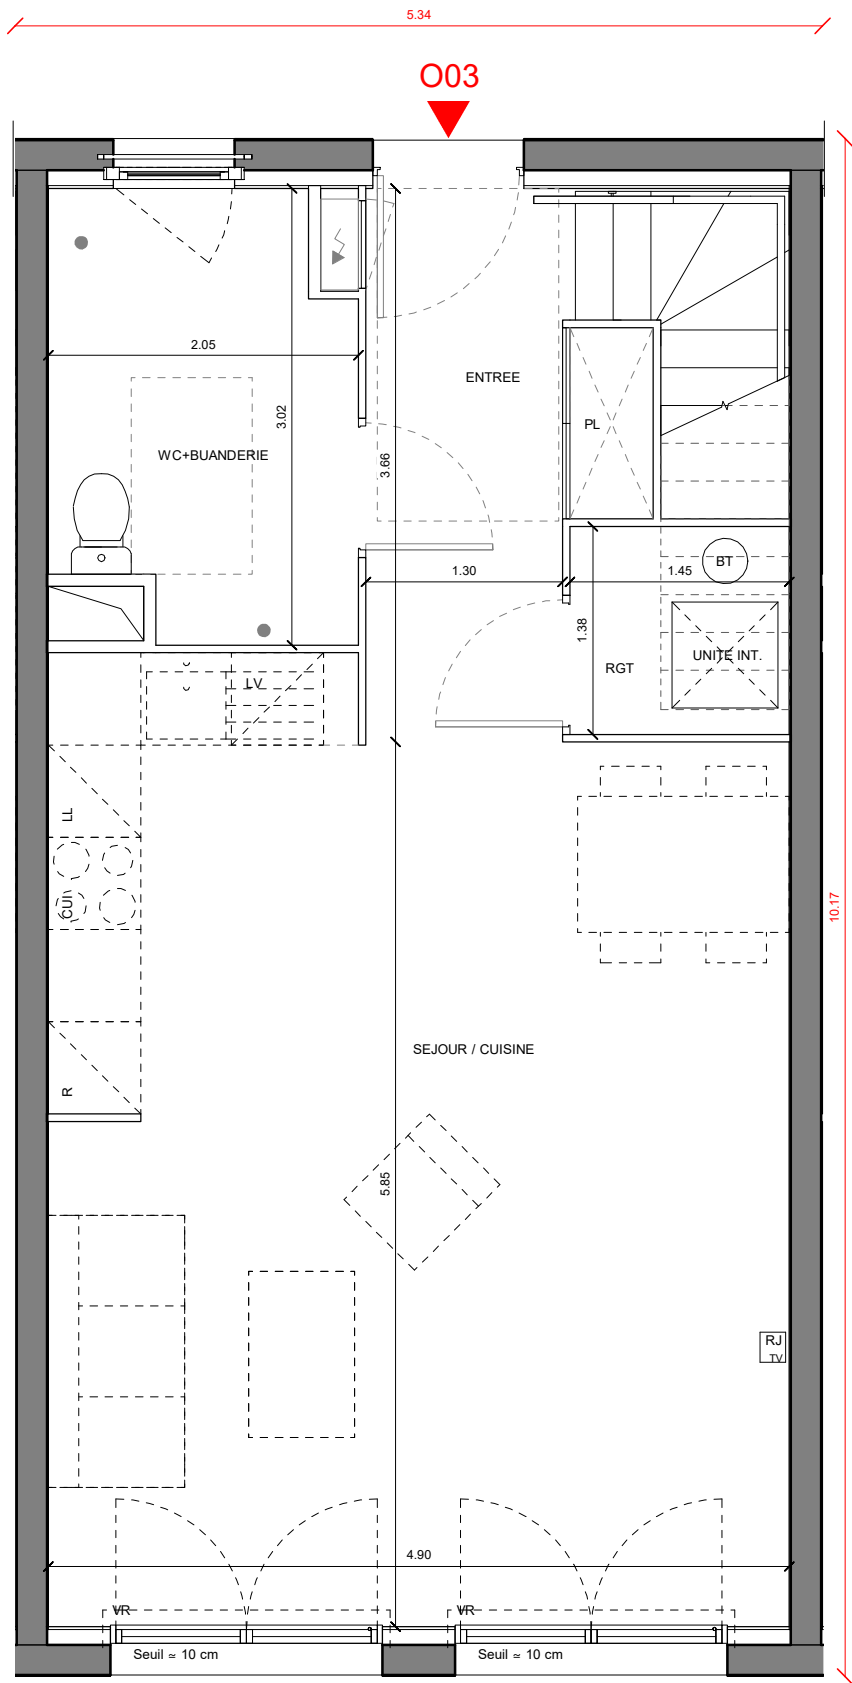 5.34
O03
2.05
ENTREE
3.02
PL
WC+BUANDERIE
3.66
BT
1.30
1.45
1.38
UNITE INT.
RGT
LV
LL
CUI
10.17
SEJOUR / CUISINE
R
5.85
RJ
TV
4.90
VR
VR
Seuil ≃ 10 cm
Seuil ≃ 10 cm